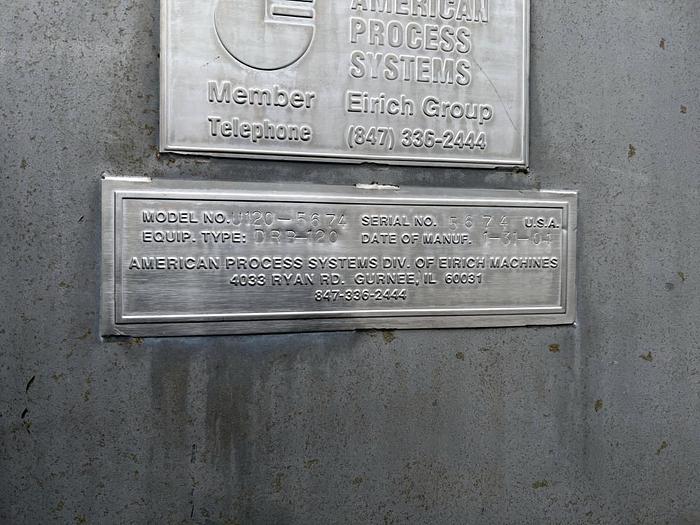 AMERICAN
PROCESS
SYSTEMS
Member Eirich Group
Telephone (847) 336-2444
MODEL NO. U120-5674 SERIAL NO. 5674 U.S.A.
EQUIP. TYPE: DRB-120 DATE OF MANUF. 1-31-04
AMERICAN PROCESS SYSTEMS DIV. OF EIRICH MACHINES
4033 RYAN RD. GURNEE, IL 60031
847-336-2444